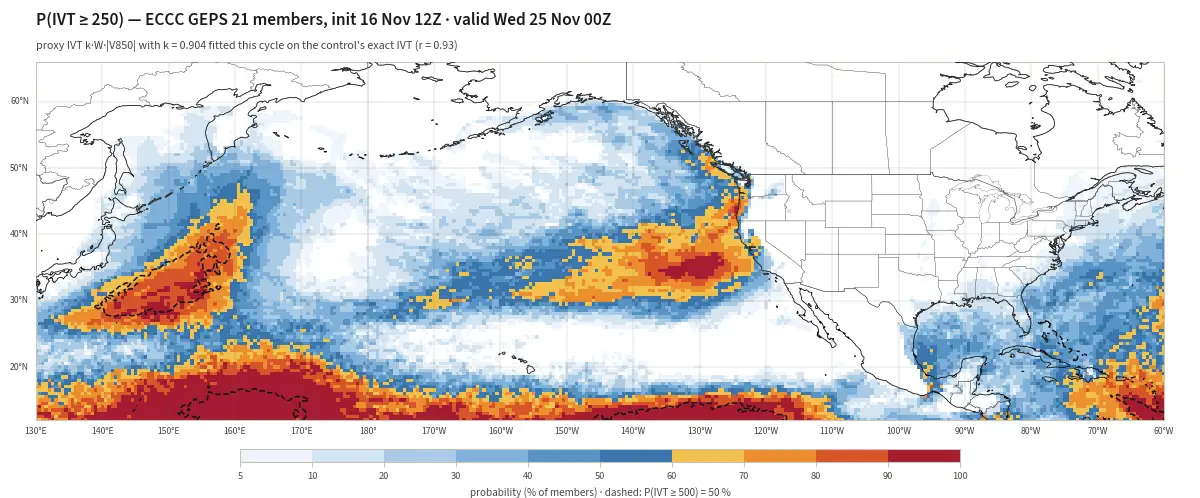 P(IVT ≥ 250) — ECCC GEPS 21 members, init 16 Nov 12Z · valid Wed 25 Nov 00Z
proxy IVT k·W·|V850| with k = 0.904 fitted this cycle on the control's exact IVT (r = 0.93)
60°N
50°N
40°N
30°N
20°N
130°E 140°E 150°E 160°E 170°E 180° 170°W 160°W 150°W 140°W 130°W 120°W 110°W 100°W 90°W 80°W 70°W 60°W
5 10 20 30 40 50 60 70 80 90 100
probability (% of members) · dashed: P(IVT ≥ 500) = 50 %